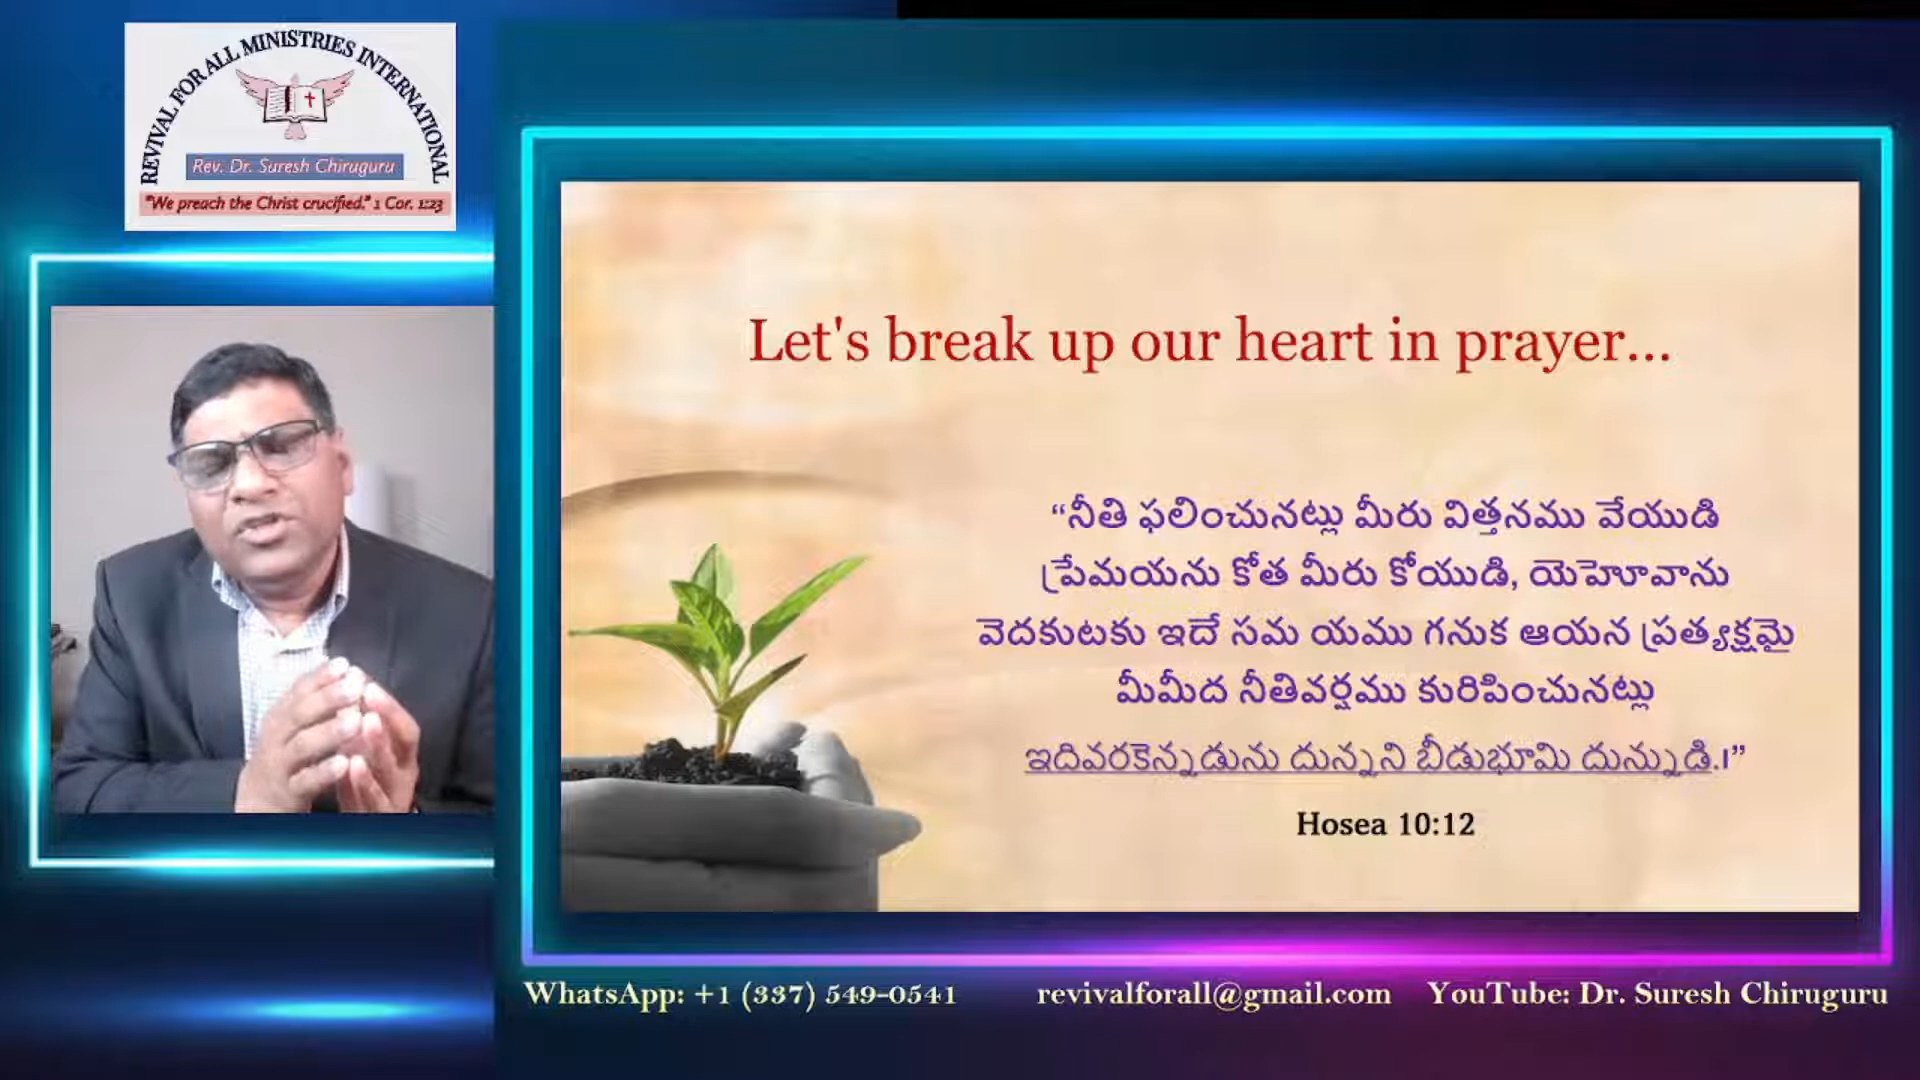 REVIVAL FOR ALL MINISTRIES INTERNATIONAL
Rev. Dr. Suresh Chiruguru
"We preach the Christ crucified." 1 Cor. 1:23
Let's break up our heart in prayer...
“నీతి ఫలించునట్లు మీరు విత్తనము వేయుడి
ప్రేమయను కోత మీరు కోయుడి, యెహోవాను
వెదకుటకు ఇదే సమ యము గనుక ఆయన ప్రత్యక్షమై
మీమీద నీతివర్షము కురిపించునట్లు
ఇదివరకెన్నడును దున్నని బీడుభూమి దున్నుడి.।”
Hosea 10:12
WhatsApp: +1 (337) 549-0541 revivalforall@gmail.com YouTube: Dr. Suresh Chiruguru